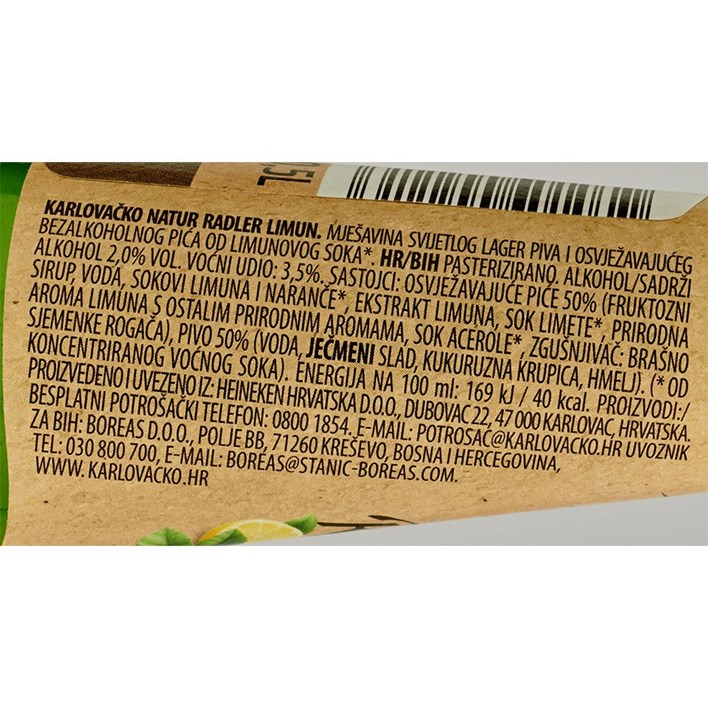 ,5L
KARLOVAČKO NATUR RADLER LIMUN. MJEŠAVINA SVIJETLOG LAGER PIVA I OSVJEŽAVAJUĆEG
BEZALKOHOLNOG PIĆA OD LIMUNOVOG SOKA*. HR/BIH PASTERIZIRANO. ALKOHOL/SADRŽI
ALKOHOL 2,0% VOL. VOĆNI UDIO: 3,5%. SASTOJCI: OSVJEŽAVAJUĆE PIĆE 50% (FRUKTOZNI
SIRUP, VODA, SOKOVI LIMUNA I NARANČE*, EKSTRAKT LIMUNA, SOK LIMETE*, PRIRODNA
AROMA LIMUNA S OSTALIM PRIRODNIM AROMAMA, SOK ACEROLE*, ZGUŠNJIVAČ: BRAŠNO
SJEMENKE ROGAČA), PIVO 50% (VODA, JEČMENI SLAD, KUKURUZNA KRUPICA, HMELJ). (* OD
KONCENTRIRANOG VOĆNOG SOKA). ENERGIJA NA 100 ml: 169 kJ / 40 kcal. PROIZVODI:/
PROIZVEDENO I UVEZENO IZ: HEINEKEN HRVATSKA D.O.O., DUBOVAC 22, 47 000 KARLOVAC, HRVATSKA.
BESPLATNI POTROŠAČKI TELEFON: 0800 1854. E-MAIL: POTROSAC@KARLOVACKO.HR UVOZNIK
ZA BIH: BOREAS D.O.O., POLJE BB, 71260 KREŠEVO, BOSNA I HERCEGOVINA,
TEL: 030 800 700, E-MAIL: BOREAS@STANIC-BOREAS.COM.
WWW.KARLOVACKO.HR